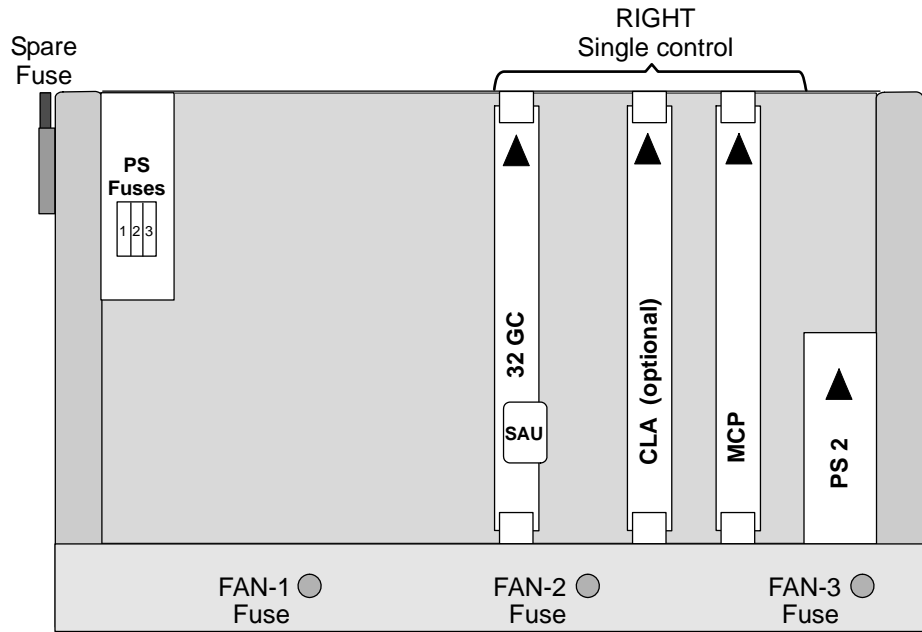 RIGHT
Single control
Spare
Fuse
PS
Fuses
1 2 3
32 GC
SAU
CLA (optional)
MCP
PS 2
FAN-1
Fuse
FAN-2
Fuse
FAN-3
Fuse